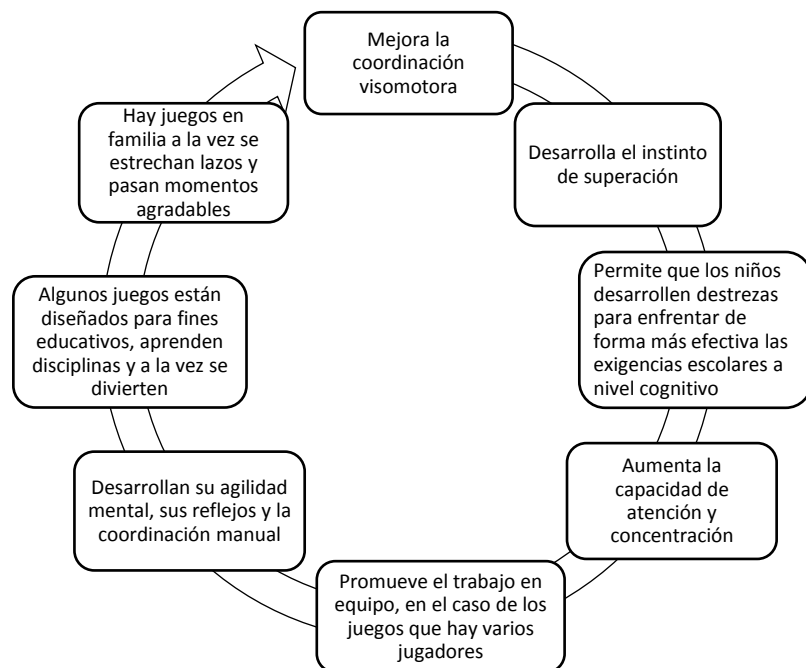 Mejora la
coordinación
visomotora
Desarrolla el instinto
de superación
Permite que los niños
desarrollen destrezas
para enfrentar de
forma más efectiva las
exigencias escolares a
nivel cognitivo
Aumenta la
capacidad de
atención y
concentración
Promueve el trabajo en
equipo, en el caso de los
juegos que hay varios
jugadores
Desarrollan su agilidad
mental, sus reflejos y la
coordinación manual
Algunos juegos están
diseñados para fines
educativos, aprenden
disciplinas y a la vez se
divierten
Hay juegos en
familia a la vez se
estrechan lazos y
pasan momentos
agradables